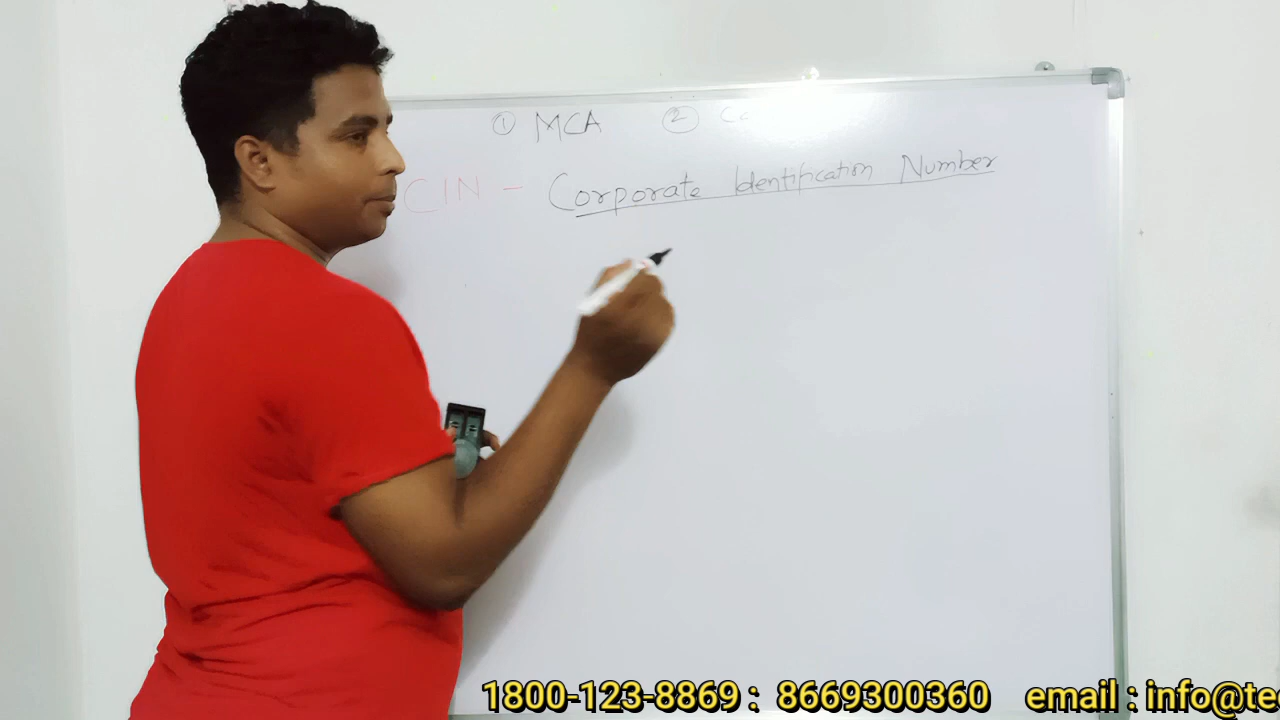 ① MCA ②
CIN - Corporate Identification Number
1800-123-8869 : 8669300360 email : info@te